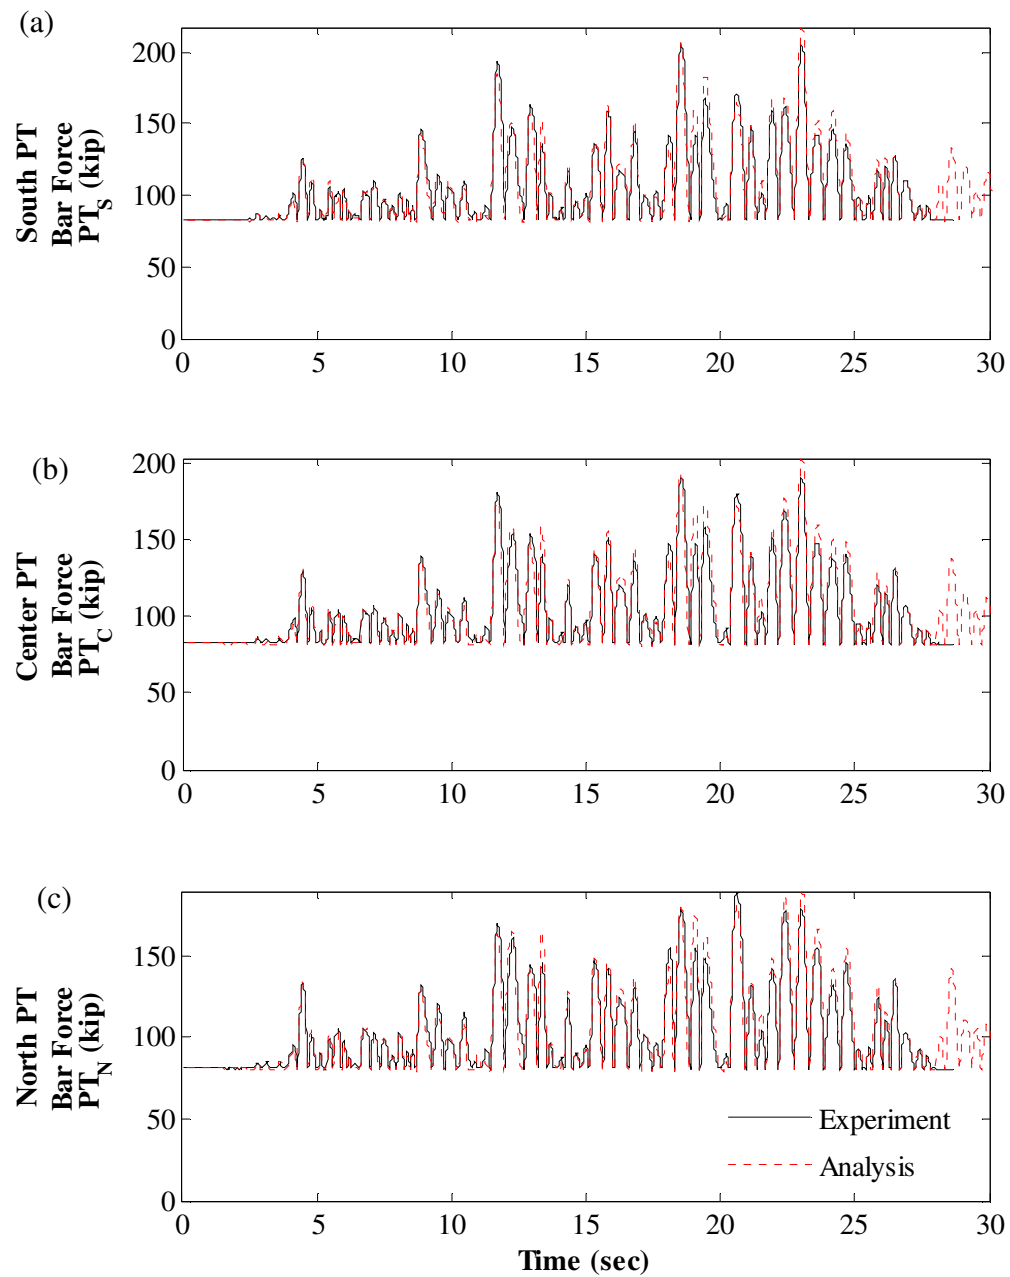 (a)
South PT
Bar Force
PT_S (kip)
200
150
100
50
0
0 5 10 15 20 25 30
(b)
Center PT
Bar Force
PT_C (kip)
200
150
100
50
0
0 5 10 15 20 25 30
(c)
North PT
Bar Force
PT_N (kip)
150
100
50
0
Experiment
Analysis
0 5 10 15 20 25 30
Time (sec)